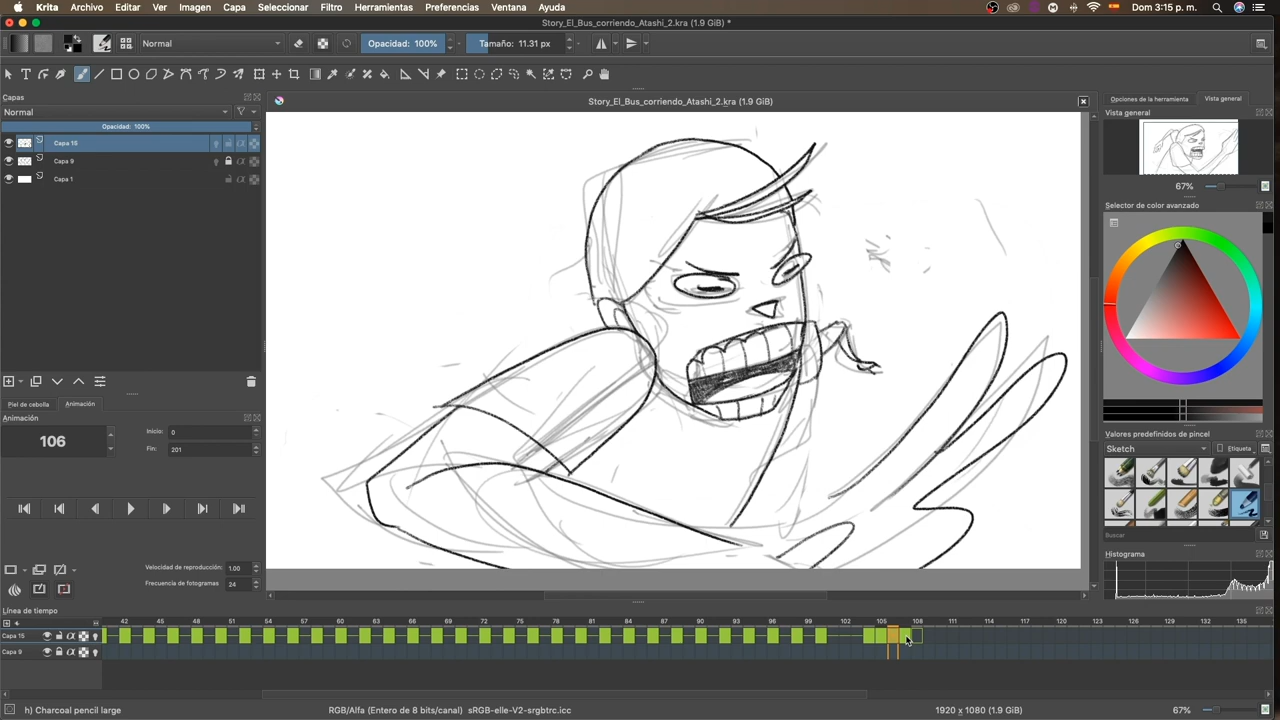 Krita Archivo Editar Ver Imagen Capa Seleccionar Filtro Herramientas Preferencias Ventana Ayuda Dom 3:15 p. m.
Story_El_Bus_corriendo_Atashi_2.kra (1.9 GiB) *
Normal Opacidad: 100% Tamaño: 11.31 px
Capas
Normal
Opacidad: 100%
Capa 15
Capa 9
Capa 1
Piel de cebolla Animación
Animación
106
Inicio: 0
Fin: 201
Velocidad de reproducción: 1.00
Frecuencia de fotogramas 24
Story_El_Bus_corriendo_Atashi_2.kra (1.9 GiB)
Opciones de la herramienta Vista general
Vista general
67%
Selector de color avanzado
Valores predefinidos de pincel
Sketch Etiqueta
Buscar
Histograma
Línea de tiempo
42 45 48 51 54 57 60 63 66 69 72 75 78 81 84 87 90 93 96 99 102 105 108 111 114 117 120 123 126 129 132 135
Capa 15
Capa 9
h) Charcoal pencil large RGB/Alfa (Entero de 8 bits/canal) sRGB-elle-V2-srgbtrc.icc 1920 x 1080 (1.9 GiB) 67%